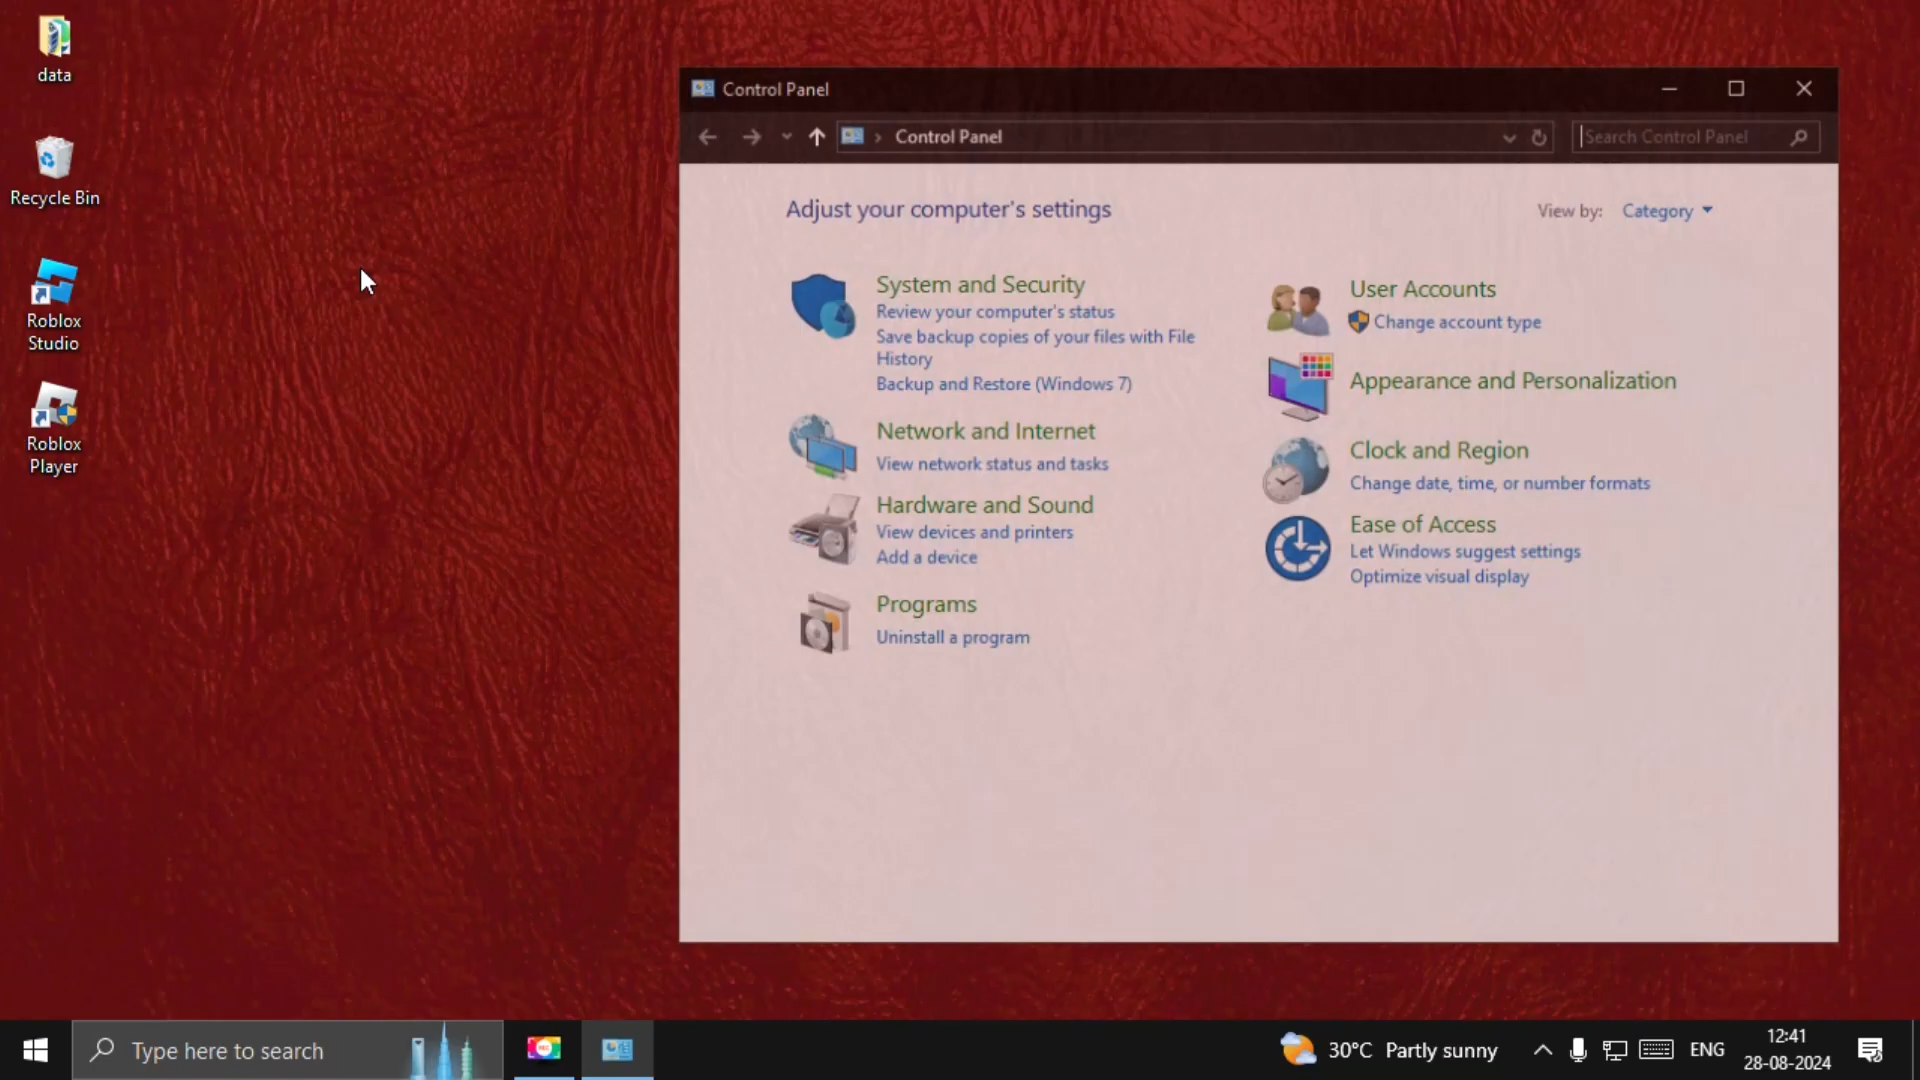 data
Recycle Bin
Roblox
Studio
Roblox
Player
Control Panel
Control Panel
Search Control Panel
Adjust your computer's settings
View by: Category
System and Security
Review your computer's status
Save backup copies of your files with File
History
Backup and Restore (Windows 7)
Network and Internet
View network status and tasks
Hardware and Sound
View devices and printers
Add a device
Programs
Uninstall a program
User Accounts
Change account type
Appearance and Personalization
Clock and Region
Change date, time, or number formats
Ease of Access
Let Windows suggest settings
Optimize visual display
Type here to search
30°C Partly sunny
ENG
12:41
28-08-2024